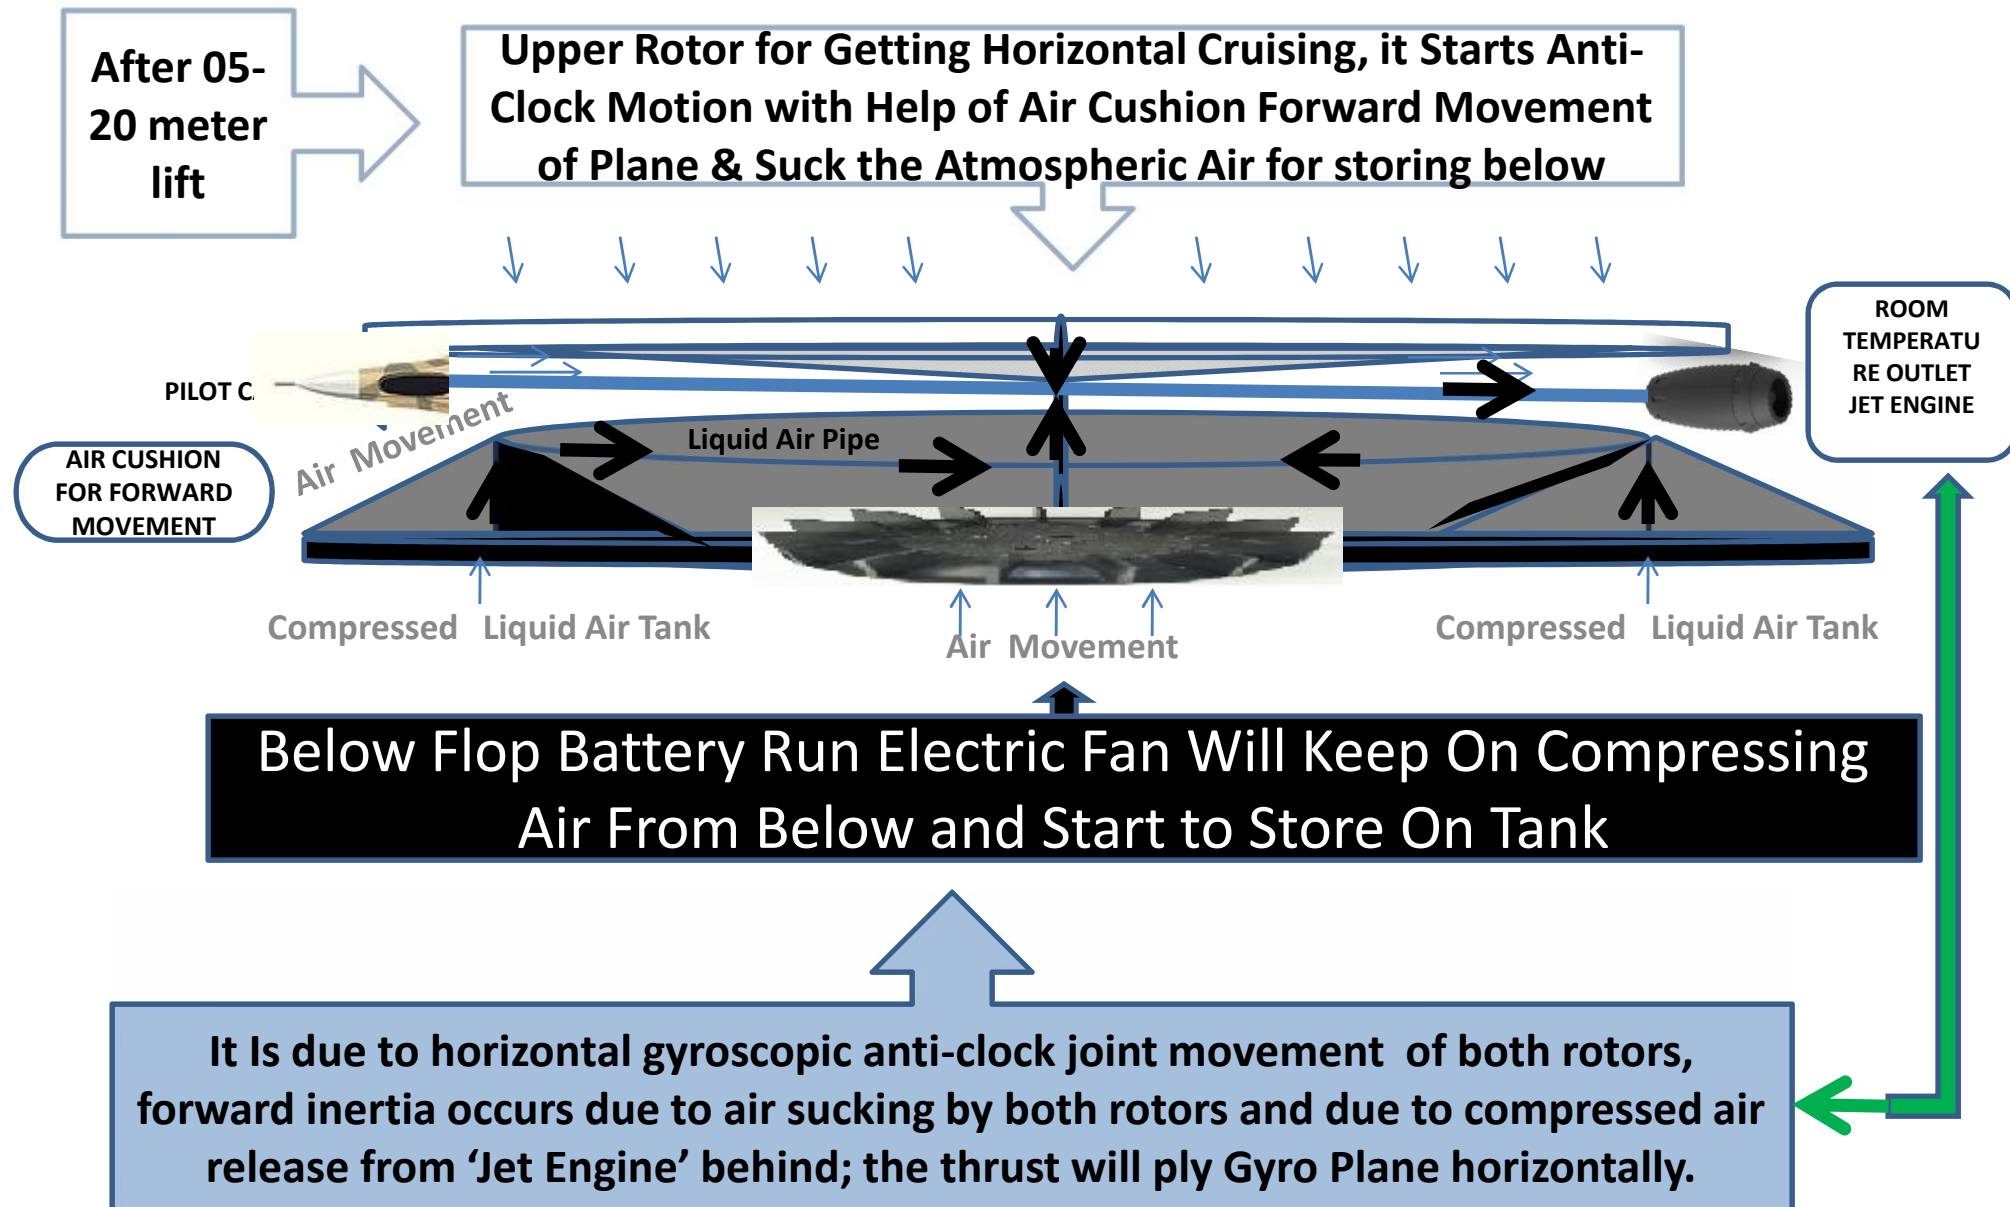 After 05-
20 meter
lift
Upper Rotor for Getting Horizontal Cruising, it Starts Anti-
Clock Motion with Help of Air Cushion Forward Movement
of Plane & Suck the Atmospheric Air for storing below
ROOM
TEMPERATU
RE OUTLET
JET ENGINE
PILOT
Air Movement
AIR CUSHION
FOR FORWARD
MOVEMENT
Liquid Air Pipe
Compressed Liquid Air Tank
Air Movement
Compressed Liquid Air Tank
Below Flop Battery Run Electric Fan Will Keep On Compressing
Air From Below and Start to Store On Tank
It Is due to horizontal gyroscopic anti-clock joint movement of both rotors,
forward inertia occurs due to air sucking by both rotors and due to compressed air
release from ‘Jet Engine’ behind; the thrust will ply Gyro Plane horizontally.